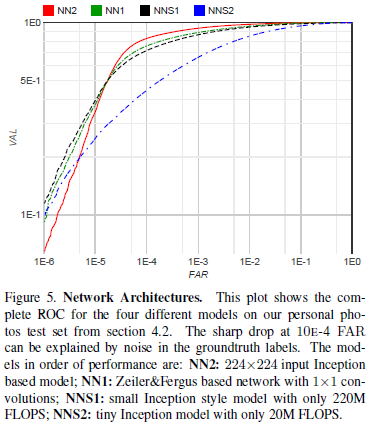 NN2 NN1 NNS1 NNS2
1E0
5E-1
VAL
1E-1
1E-6 1E-5 1E-4 1E-3 1E-2 1E-1 1E0
FAR
Figure 5. Network Architectures. This plot shows the com-
plete ROC for the four different models on our personal pho-
tos test set from section 4.2. The sharp drop at 10E-4 FAR
can be explained by noise in the groundtruth labels. The mod-
els in order of performance are: NN2: 224×224 input Inception
based model; NN1: Zeiler&Fergus based network with 1×1 con-
volutions; NNS1: small Inception style model with only 220M
FLOPS; NNS2: tiny Inception model with only 20M FLOPS.